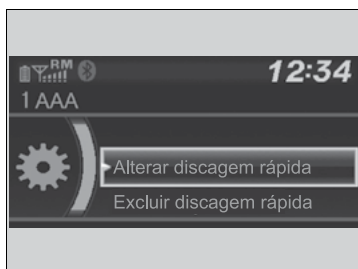 RM 12:34
1 AAA
Alterar discagem rápida
Excluir discagem rápida